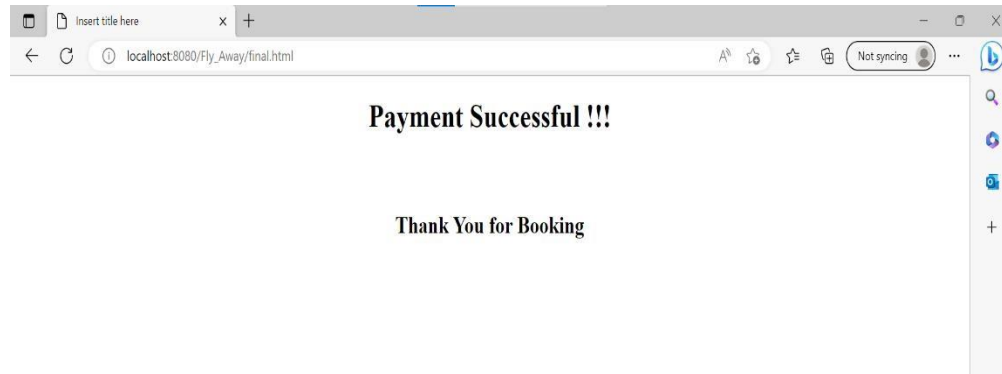 Insert title here
localhost:8080/Fly_Away/final.html
Not syncing
Payment Successful !!!
Thank You for Booking